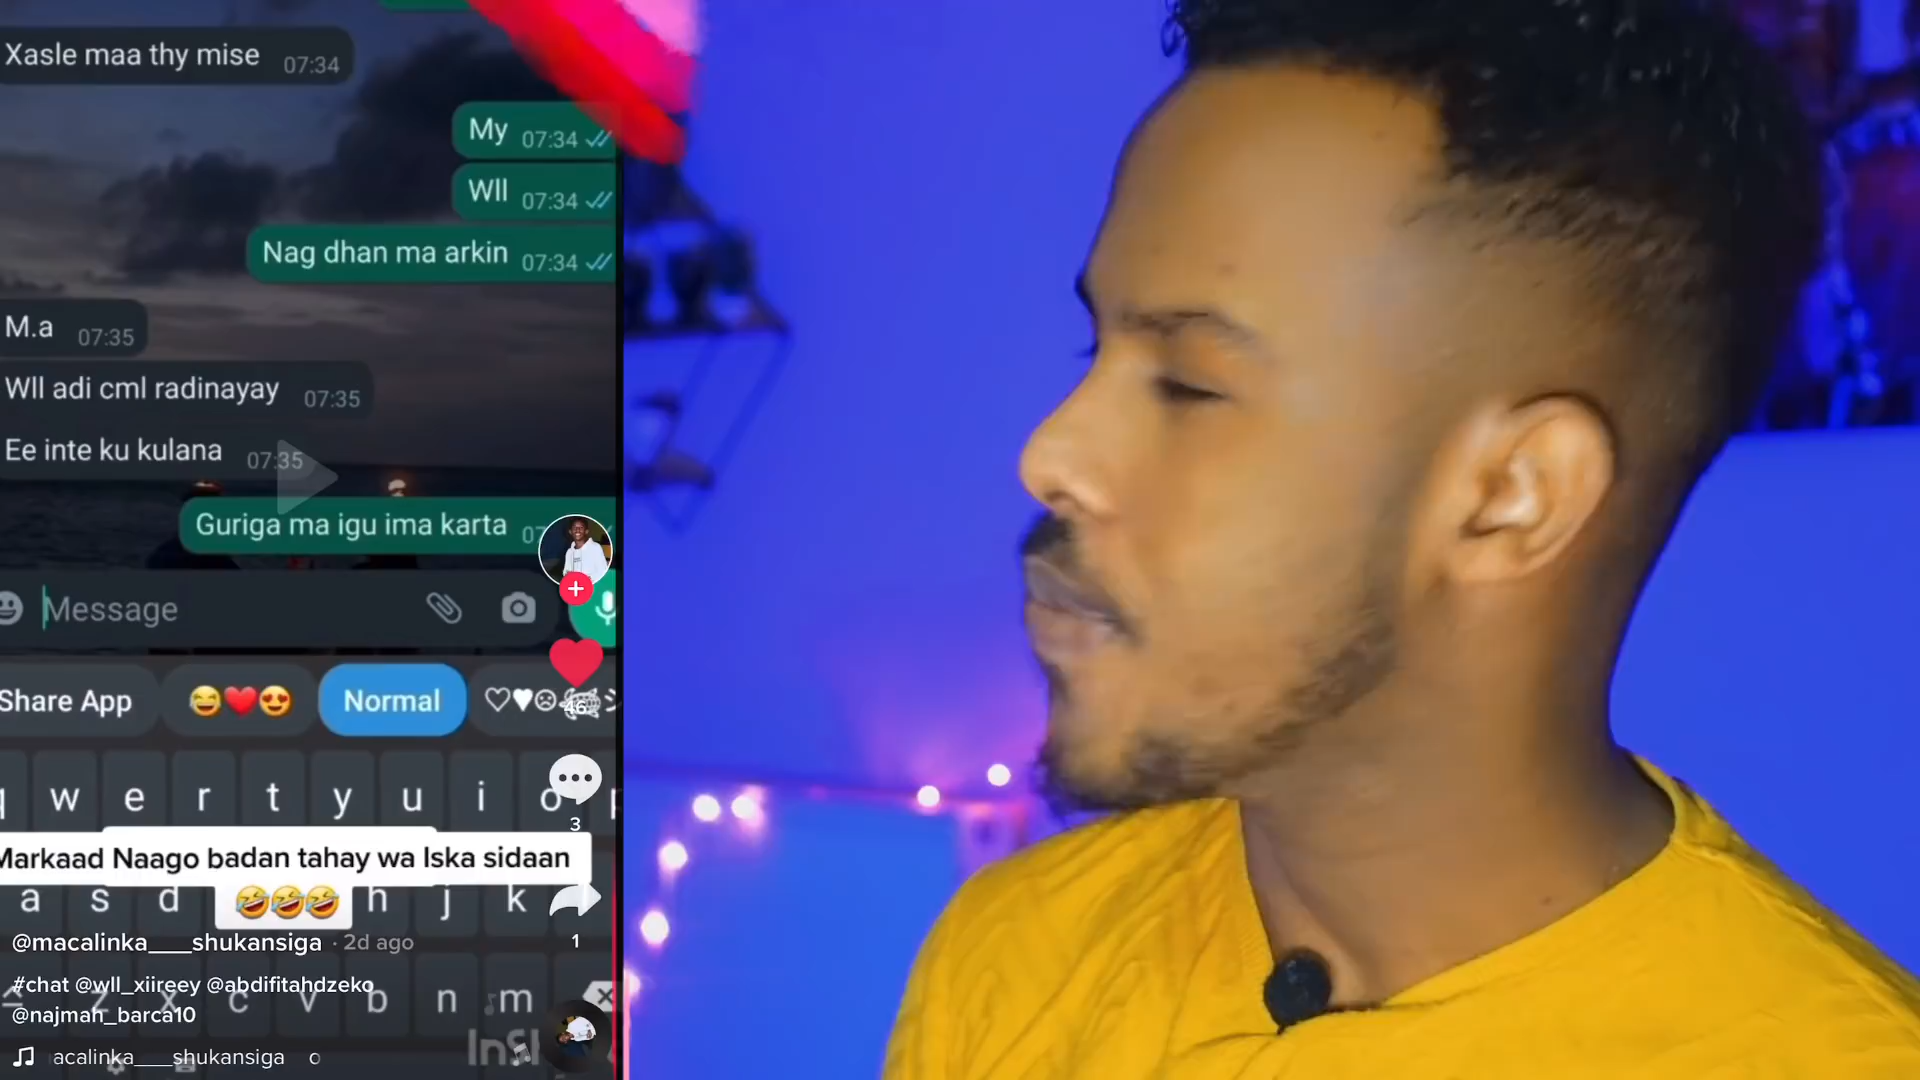 Xasle maa thy mise 07:34
My 07:34
Wll 07:34
Nag dhan ma arkin 07:34
M.a 07:35
Wll adi cml radinayay 07:35
Ee inte ku kulana 07:35
Guriga ma igu ima karta
Message
Share App Normal
46
w e r t y u i o
3
Markaad Naago badan tahay wa Iska sidaan
a s d h j k
1
@macalinka___shukansiga · 2d ago
#chat @wll_xiireey @abdifitahdzeko
z x c v b n m
@najmah_barca10
acalinka___shukansiga